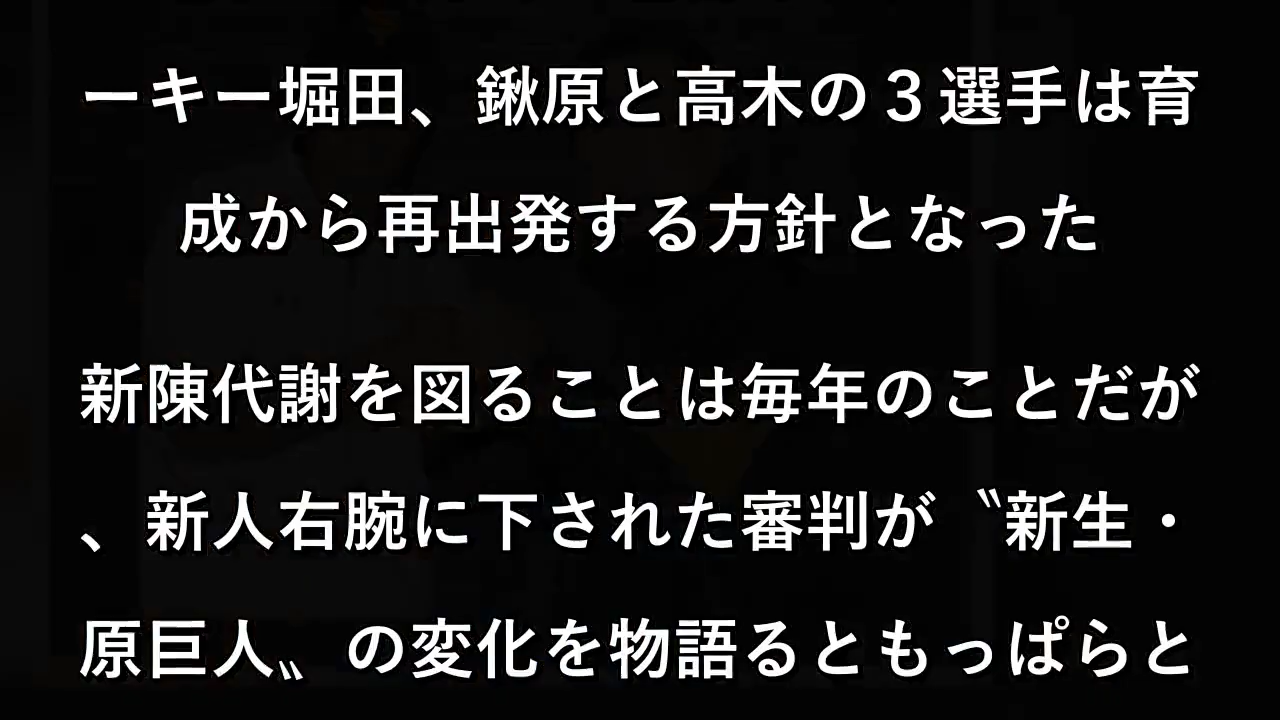 ーキー堀田、鍬原と高木の３選手は育
成から再出発する方針となった
新陳代謝を図ることは毎年のことだが
、新人右腕に下された審判が〝新生・
原巨人〟の変化を物語るともっぱらと